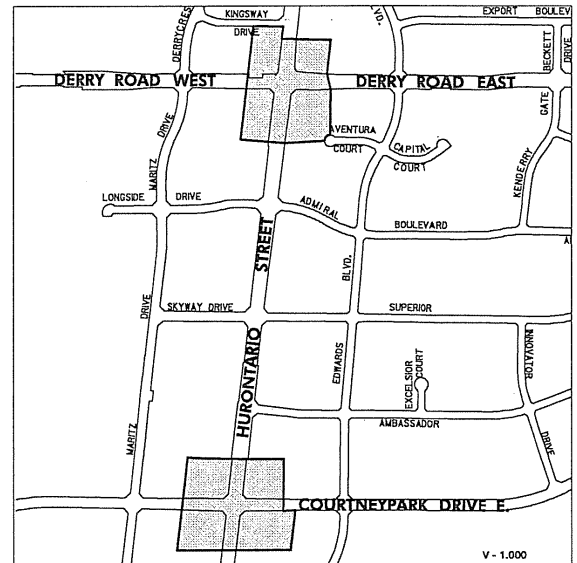 KINGSWAY
DRIVE
DERRYCRES
BLVD.
EXPORT BOULEV
BECKETT
DRIVE
DERRY ROAD WEST
DERRY ROAD EAST
GATE
AVENTURA
COURT
CAPITAL
COURT
DRIVE
MARITZ
KENDERRY
LONGSIDE DRIVE
ADMIRAL
BOULEVARD
STREET
BLVD.
DRIVE
SKYWAY DRIVE
SUPERIOR
HURONTARIO
EDWARDS
EXCELSIOR
COURT
INNOVATOR
MARITZ
AMBASSADOR
DRIVE
COURTNEYPARK DRIVE E.
V - 1.000